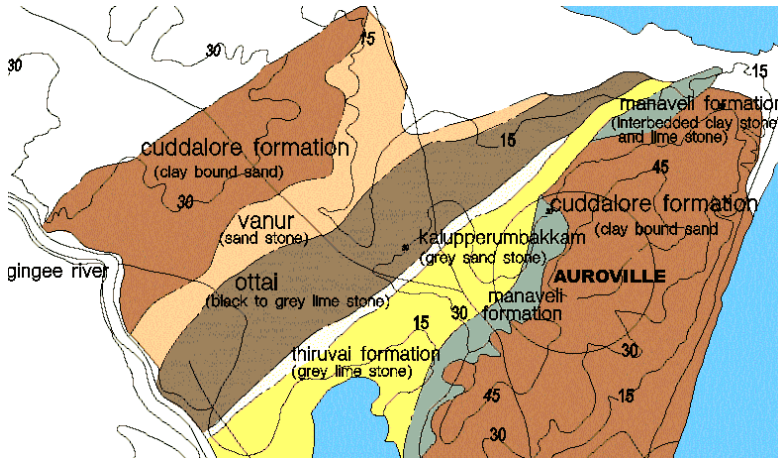 30
15
30
15
30
manaveli formation
(interbedded clay stone
and lime stone)
15
45
cuddalore formation
(clay bound sand)
30
vanur
(sand stone)
cuddalore formation
(clay bound sand
kalupperumbakkam
(grey sand stone)
gingee river
ottai
(black to grey lime stone)
AUROVILLE
manaveli
formation
30
15
thiruvai formation
(grey lime stone)
30
45
15
30